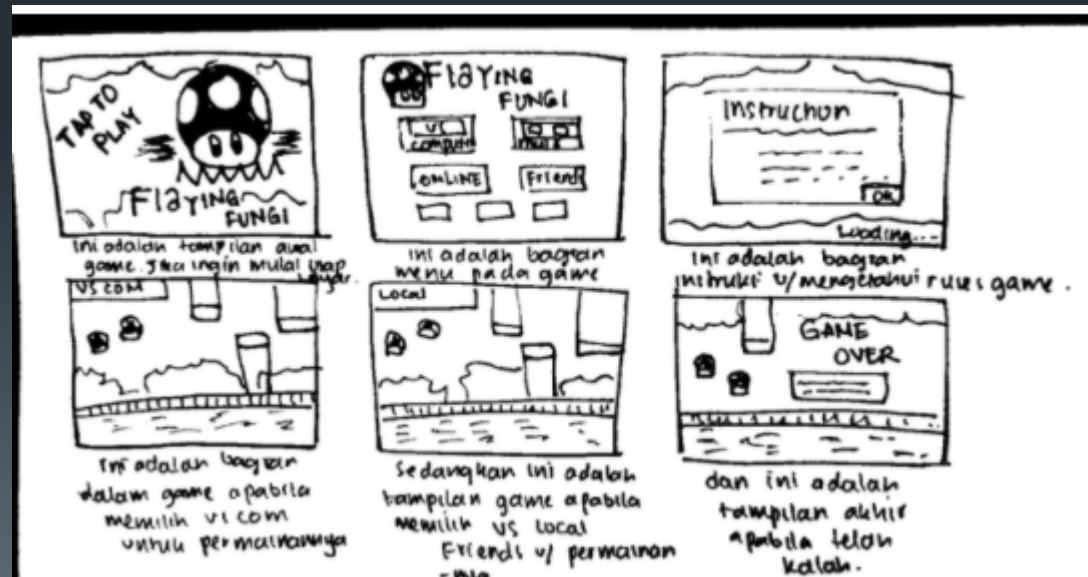 TAP TO
PLAY
FlaYING
FUNGI
Ini adalah tampilan awal
game. Jika ingin mulai tap
layar.
FlaYING
FUNGI
VS
ONLINE
Friend
Ini adalah bagian
menu pada game
Instruction
OK
Loading...
Ini adalah bagian
u/mengetahui rules game.
VS COM
Ini adalah bagian
dalam game apabila
memilih vs com
untuk permainannya
Local
Sedangkan ini adalah
tampilan game apabila
memilih vs local
Friends u/ permainan
GAME
OVER
dan ini adalah
tampilan akhir
apabila telah
kalah.